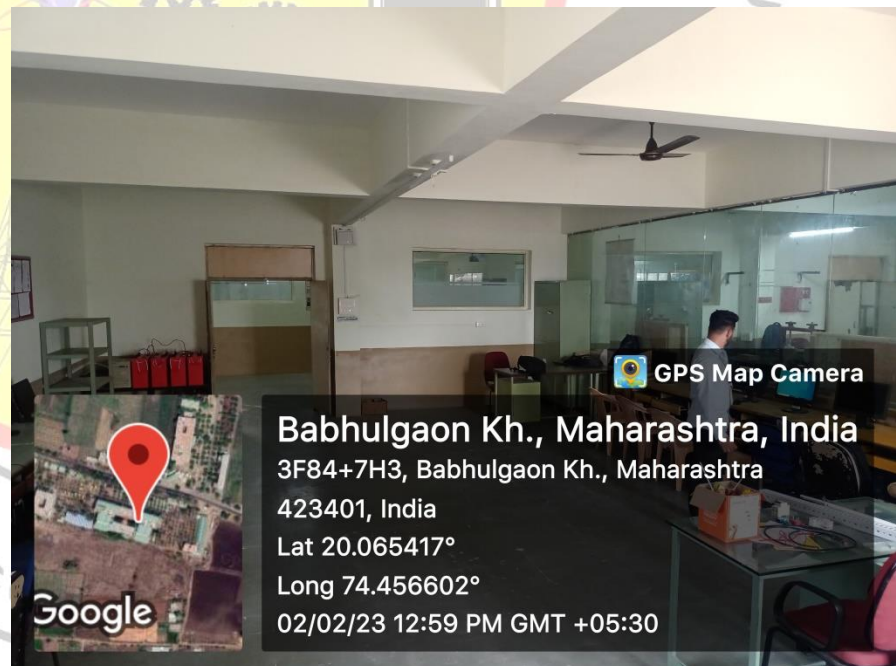 GPS Map Camera
Babhulgaon Kh., Maharashtra, India
3F84+7H3, Babhulgaon Kh., Maharashtra
423401, India
Lat 20.065417°
Long 74.456602°
02/02/23 12:59 PM GMT +05:30
Google